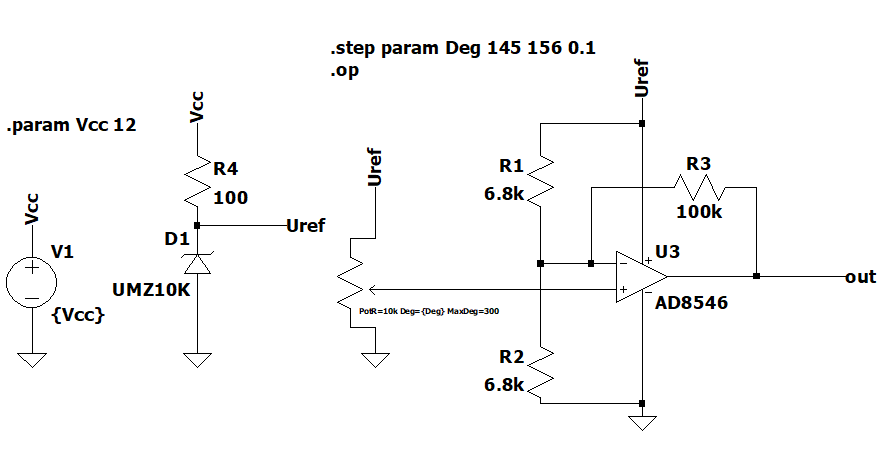 .step param Deg 145 156 0.1
.op
.param Vcc 12
Vcc
V1
+
−
{Vcc}
Vcc
R4
100
Uref
D1
UMZ10K
Uref
PotR=10k Deg={Deg} MaxDeg=300
Uref
R1
6.8k
R3
100k
U3
+
−
−
+
AD8546
out
R2
6.8k